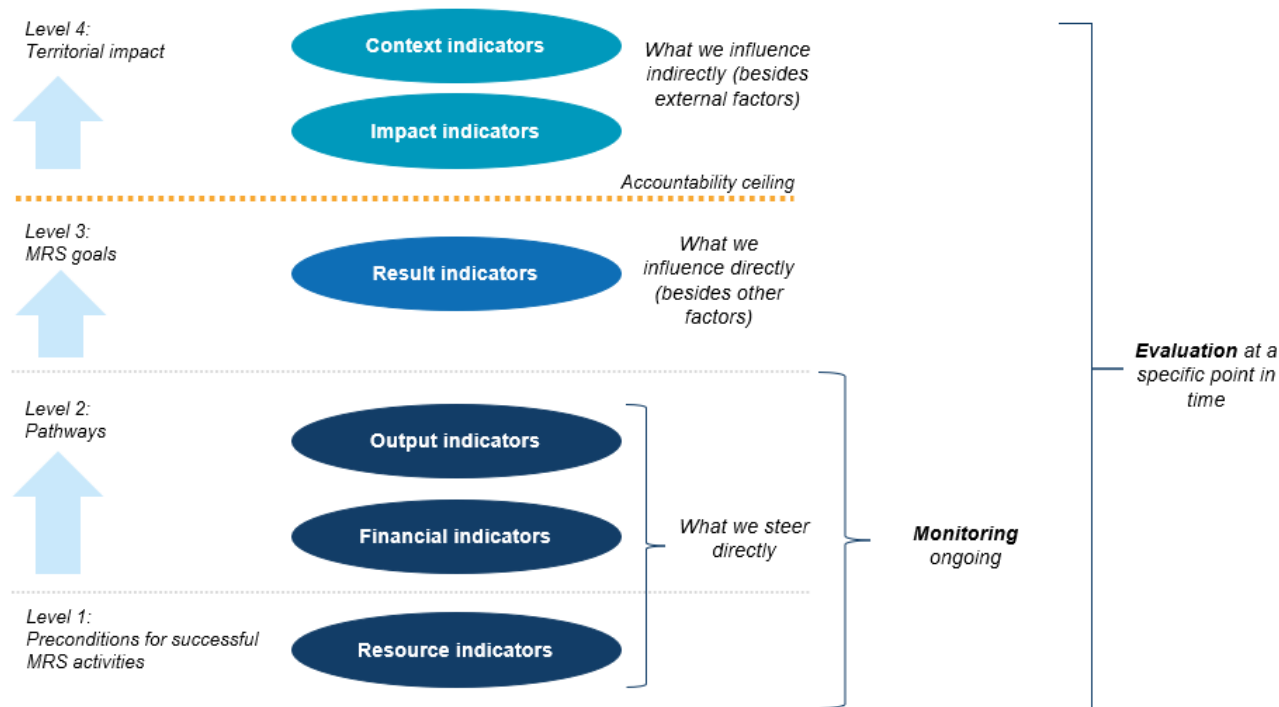 Level 4:
Territorial impact
Context indicators
What we influence
indirectly (besides
external factors)
Impact indicators
Accountability ceiling
Level 3:
MRS goals
Result indicators
What we
influence directly
(besides other
factors)
Evaluation at a
specific point in
time
Level 2:
Pathways
Output indicators
Financial indicators
What we steer
directly
Monitoring
ongoing
Level 1:
Preconditions for successful
MRS activities
Resource indicators